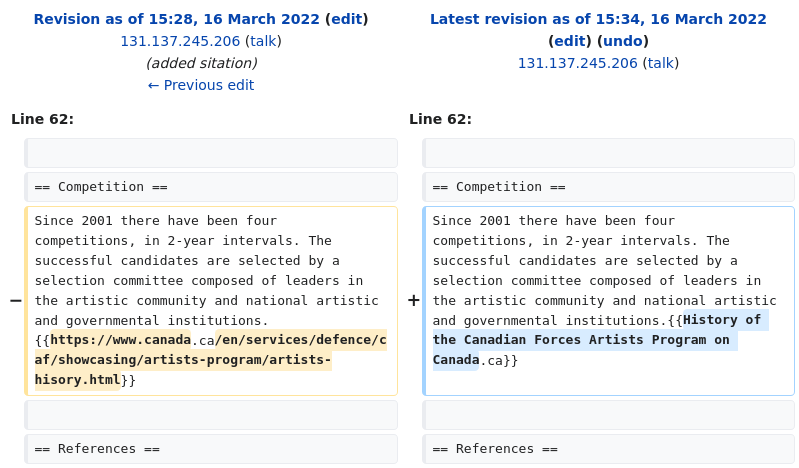 Revision as of 15:28, 16 March 2022 (edit)
131.137.245.206 (talk)
(added sitation)
← Previous edit
Latest revision as of 15:34, 16 March 2022
(edit) (undo)
131.137.245.206 (talk)
Line 62:
Line 62:
== Competition ==
== Competition ==
−
Since 2001 there have been four
competitions, in 2-year intervals. The
successful candidates are selected by a
selection committee composed of leaders in
the artistic community and national artistic
and governmental institutions.
{{https://www.canada.ca/en/services/defence/c
af/showcasing/artists-program/artists-
hisory.html}}
+
Since 2001 there have been four
competitions, in 2-year intervals. The
successful candidates are selected by a
selection committee composed of leaders in
the artistic community and national artistic
and governmental institutions.{{History of
the Canadian Forces Artists Program on
Canada.ca}}
== References ==
== References ==